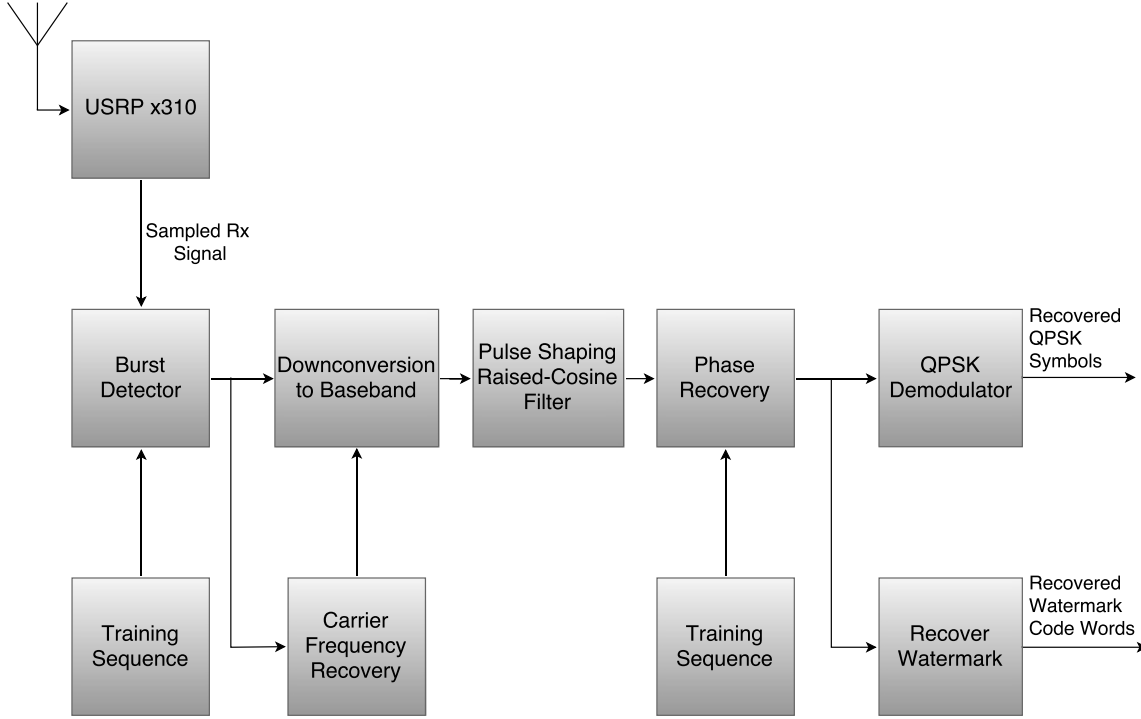 USRP x310
Sampled Rx
Signal
Burst
Detector
Downconversion
to Baseband
Pulse Shaping
Raised-Cosine
Filter
Phase
Recovery
QPSK
Demodulator
Recovered
QPSK
Symbols
Training
Sequence
Carrier
Frequency
Recovery
Training
Sequence
Recover
Watermark
Recovered
Watermark
Code Words